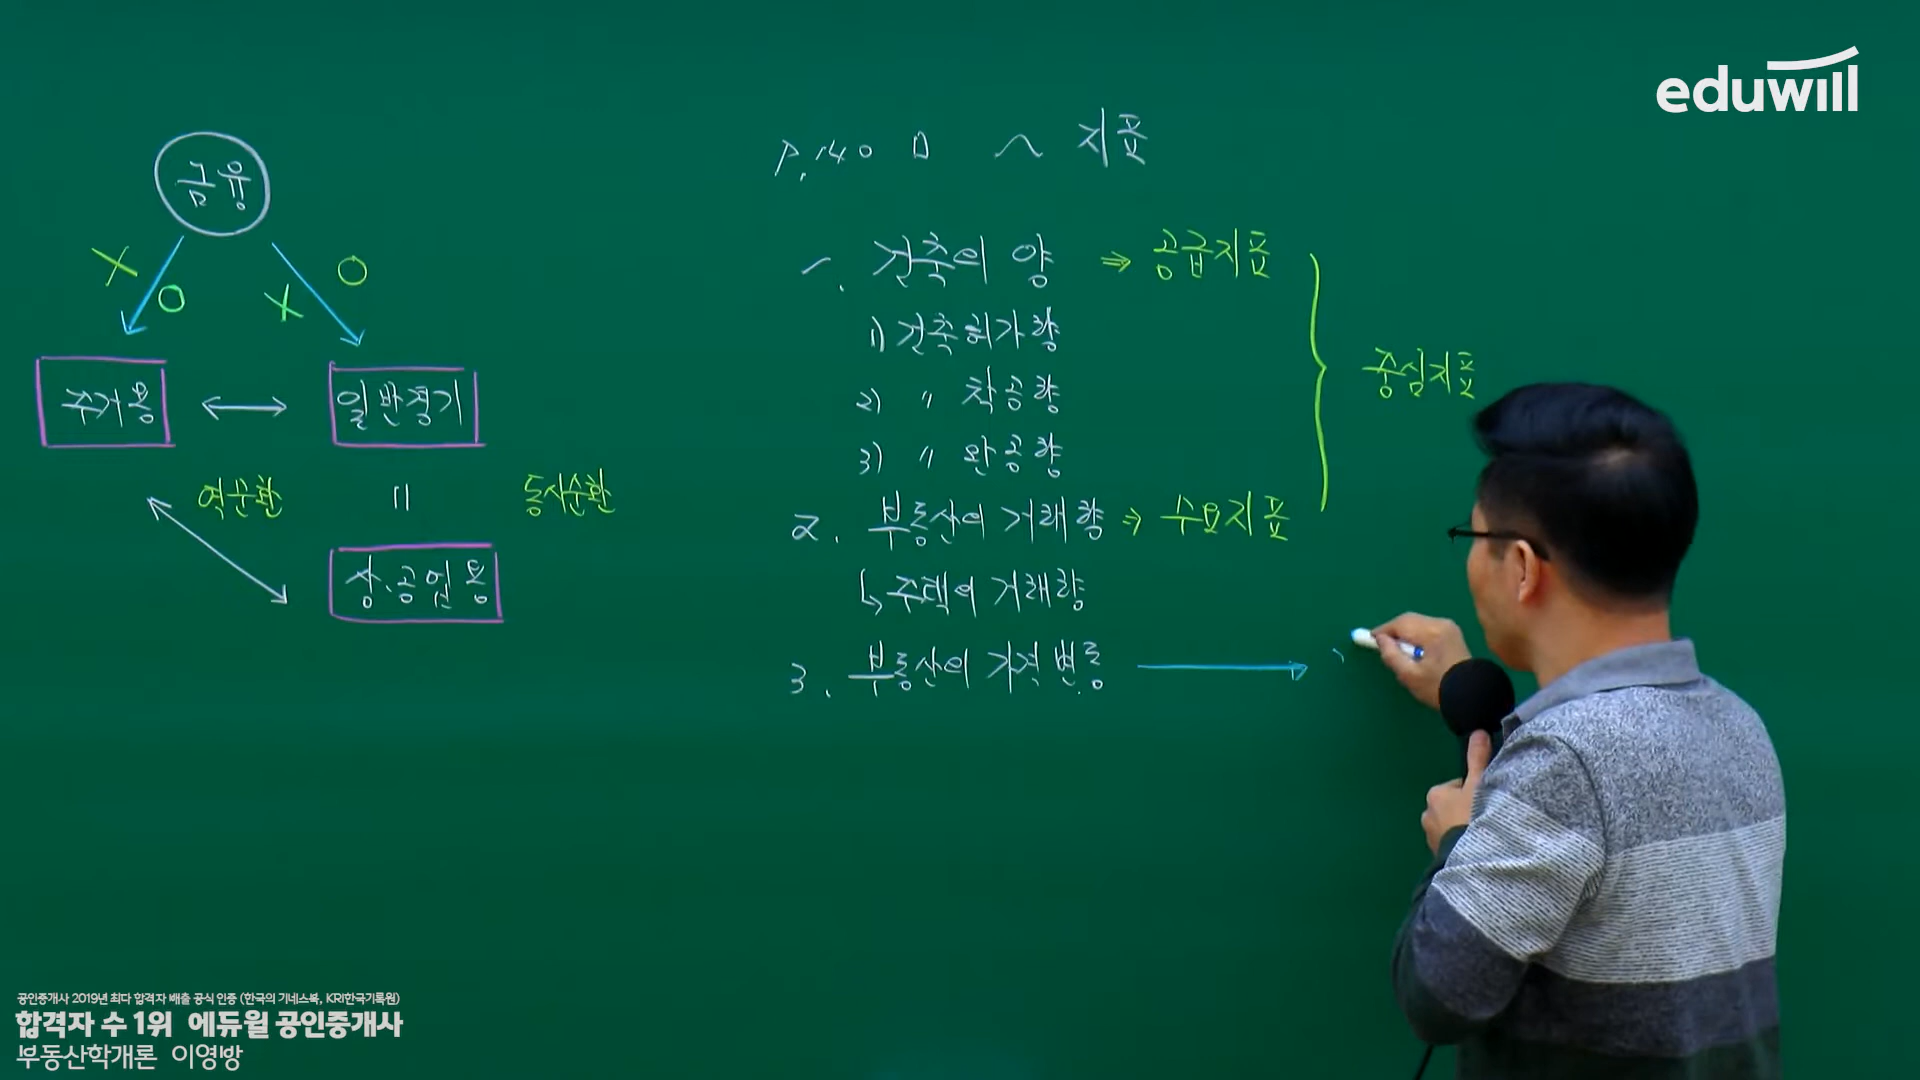 eduwill
P.140 ㅁ ~ 지표
금융
X O X O
주거용 ↔ 일반경기
역순환 = 동시순환
상.공업용
1. 건축의 양 ⇒ 공급지표
1) 건축허가량
2) 〃 착공량
3) 〃 완공량
중심지표
2. 부동산의 거래량 ⇒ 수요지표
↳ 주택의 거래량
3. 부동산의 가격변동 →
공인중개사 2019년 최다 합격자 배출 공식 인증 (한국의 기네스북, KRI한국기록원)
합격자 수 1위 에듀윌 공인중개사
부동산학개론 이영방